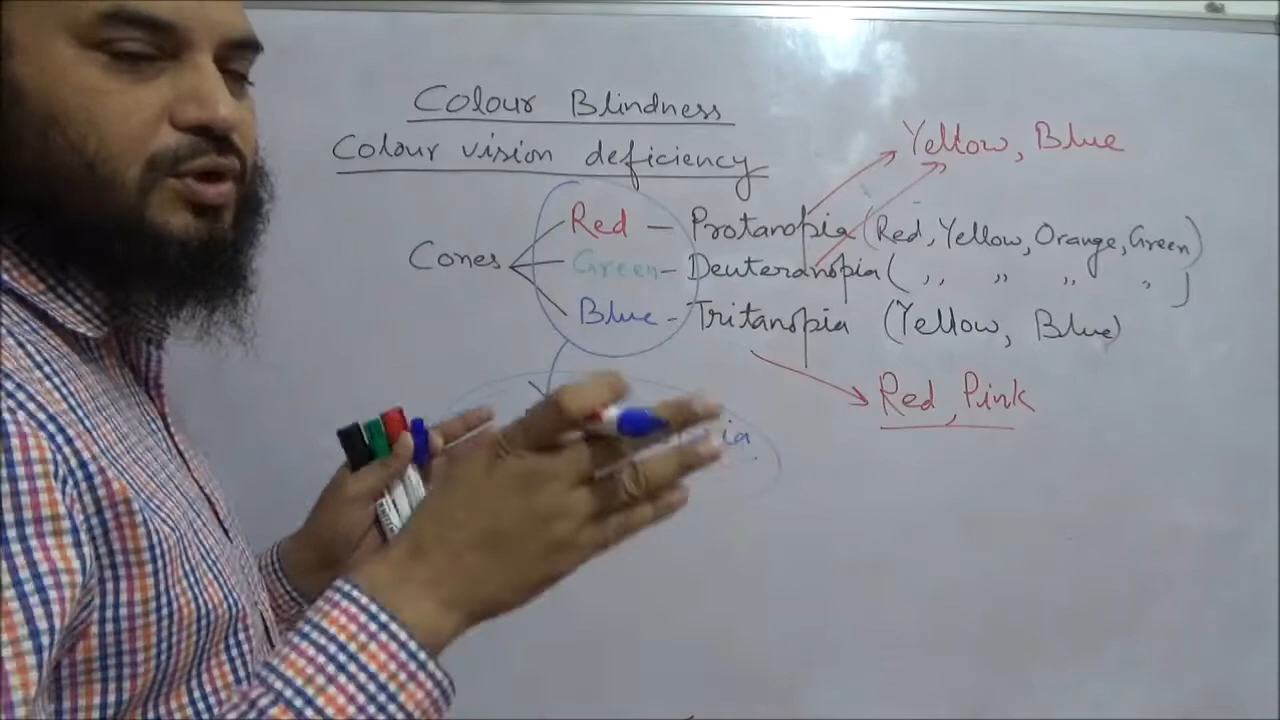 Colour Blindness
Colour vision deficiency
Yellow, Blue
Cones
Red – Protanopia (Red, Yellow, Orange, Green)
Green – Deuteranopia ( ,, ,, ,, ,, )
Blue – Tritanopia (Yellow, Blue)
Red, Pink